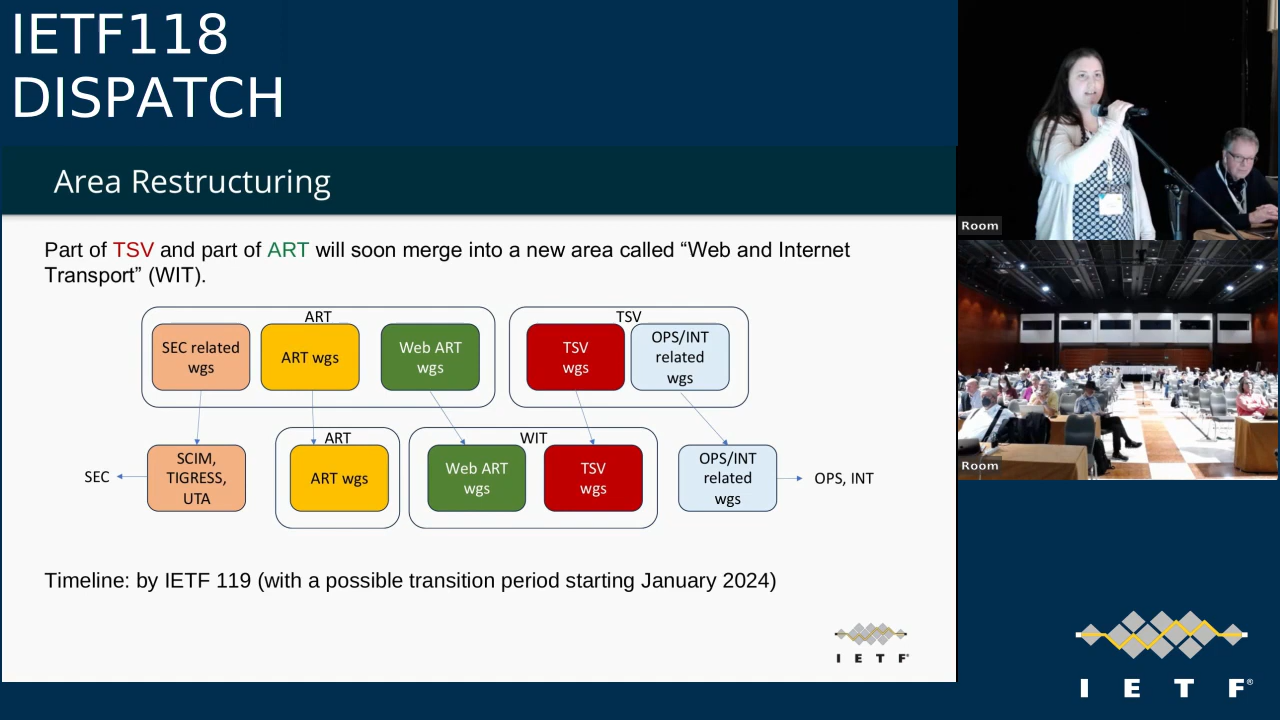 IETF118
DISPATCH
Area Restructuring
Part of TSV and part of ART will soon merge into a new area called “Web and Internet
Transport” (WIT).
ART
SEC related
wgs
ART wgs
Web ART
wgs
TSV
TSV
wgs
OPS/INT
related
wgs
SEC
SCIM,
TIGRESS,
UTA
ART
ART wgs
WIT
Web ART
wgs
TSV
wgs
OPS/INT
related
wgs
OPS, INT
Timeline: by IETF 119 (with a possible transition period starting January 2024)
I E T F®
Room
Room
I E T F®